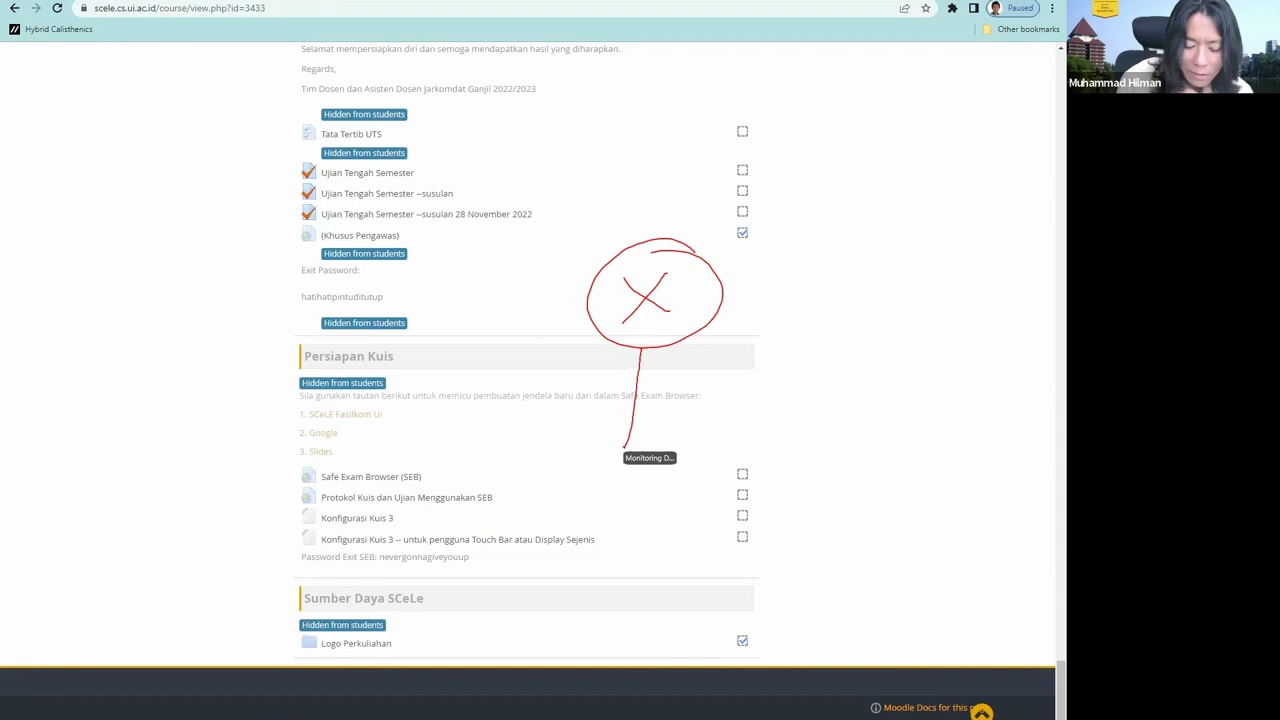 scele.cs.ui.ac.id/course/view.php?id=3433
Paused
Hybrid Calisthenics
Other bookmarks
Selamat mempersiapkan diri dan semoga mendapatkan hasil yang diharapkan.
Regards,
Tim Dosen dan Asisten Dosen Jarkomdat Ganjil 2022/2023
Hidden from students
Tata Tertib UTS
Hidden from students
Ujian Tengah Semester
Ujian Tengah Semester --susulan
Ujian Tengah Semester --susulan 28 November 2022
(Khusus Pengawas)
Hidden from students
Exit Password:
hatihatipintuditutup
Hidden from students
X
Persiapan Kuis
Hidden from students
Sila gunakan tautan berikut untuk memicu pembuatan jendela baru dari dalam Safe Exam Browser:
1. SCeLE Fasilkom UI
2. Google
3. Slides
Monitoring D...
Safe Exam Browser (SEB)
Protokol Kuis dan Ujian Menggunakan SEB
Konfigurasi Kuis 3
Konfigurasi Kuis 3 -- untuk pengguna Touch Bar atau Display Sejenis
Password Exit SEB: nevergonnagiveyouup
Sumber Daya SCeLe
Hidden from students
Logo Perkuliahan
Moodle Docs for this p
Muhammad Hilman